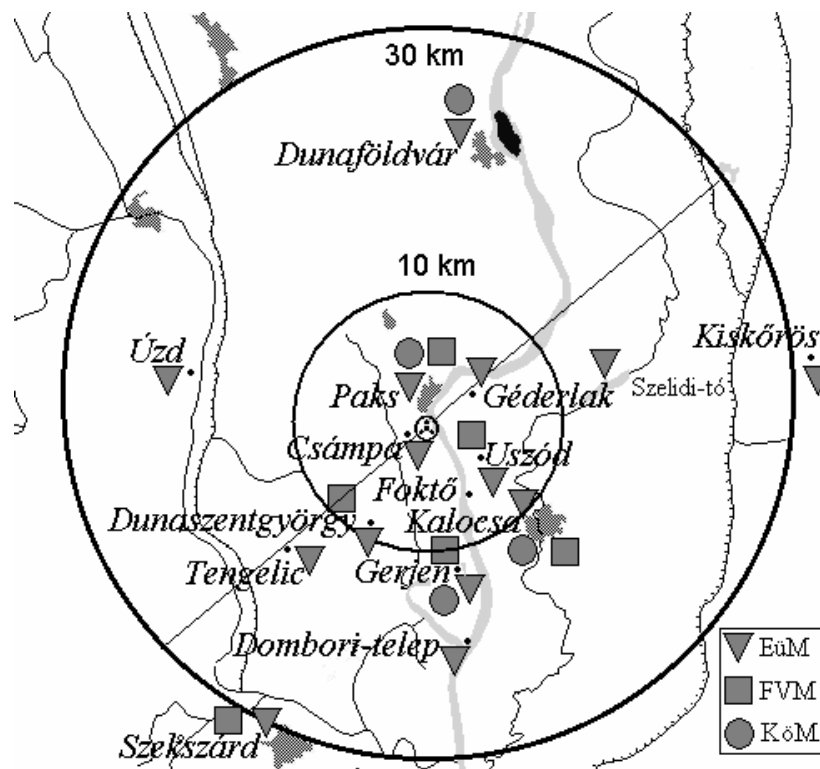 30 km
Dunaföldvár
10 km
Úzd
Kiskőrös
Paks
Géderlak
Szelidi-tó
Csámpa
Uszód
Foktő
Dunaszentgyörgy
Kalocsa
Tengelic
Gerjen
Dombori-telep
Szekszárd
EüM
FVM
KöM